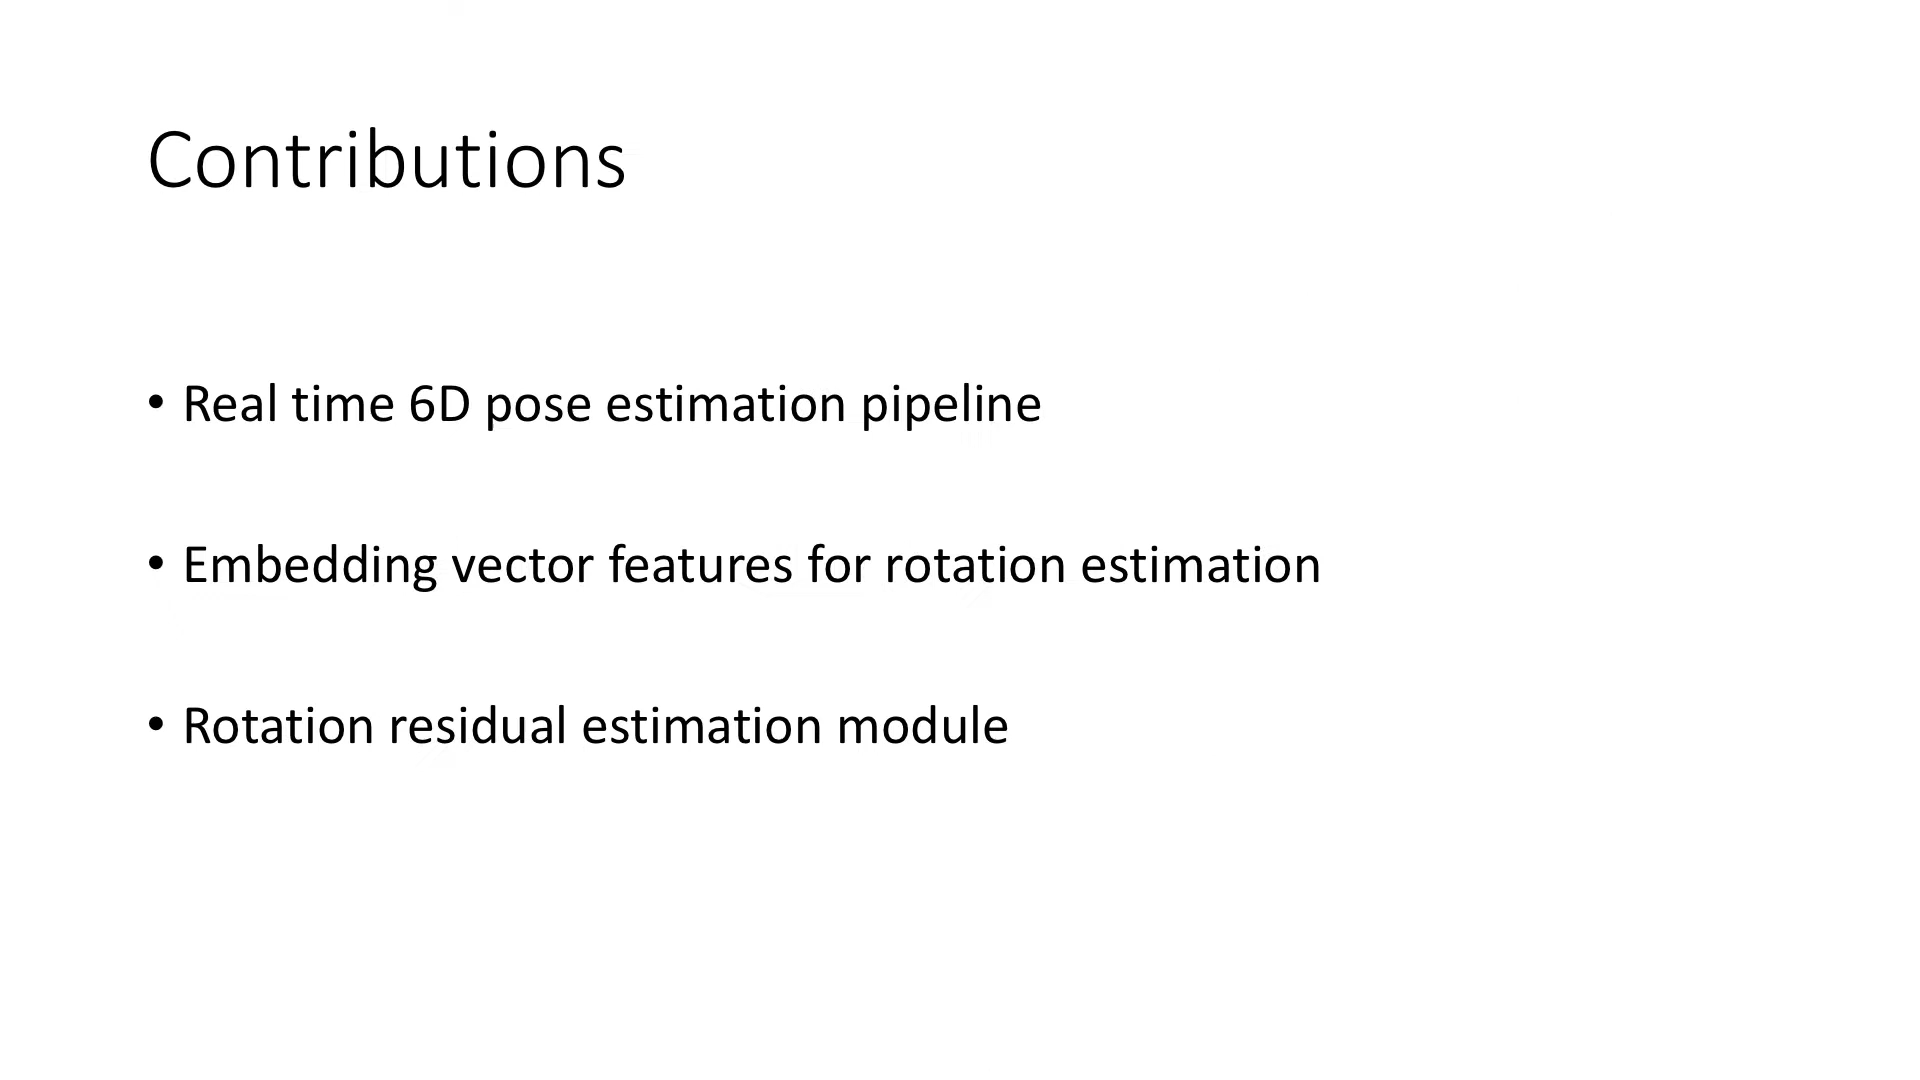 Contributions
• Real time 6D pose estimation pipeline
• Embedding vector features for rotation estimation
• Rotation residual estimation module